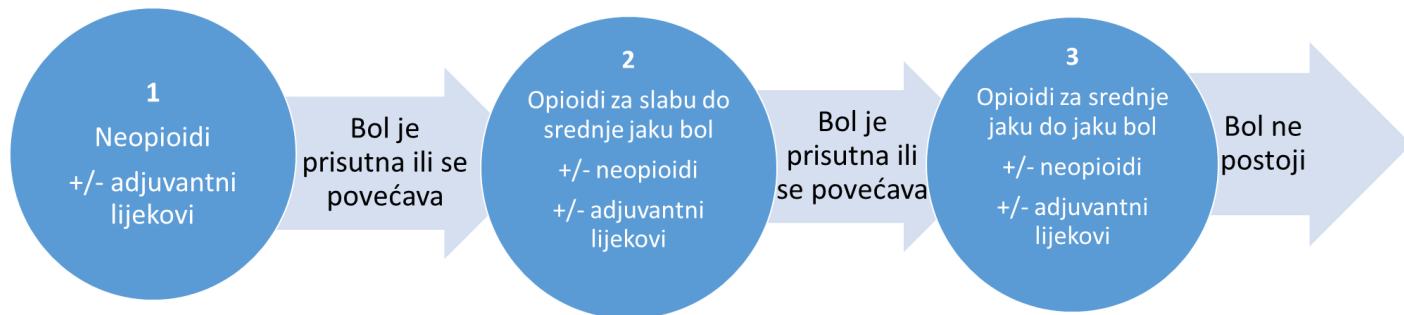 1
Neopioidi
+/- adjuvantni
lijekovi
Bol je
prisutna ili se
povećava
2
Opioidi za slabu do
srednje jaku bol
+/- neopioidi
+/- adjuvantni
lijekovi
Bol je
prisutna ili
se povećava
3
Opioidi za srednje
jaku do jaku bol
+/- neopioidi
+/- adjuvantni
lijekovi
Bol ne
postoji